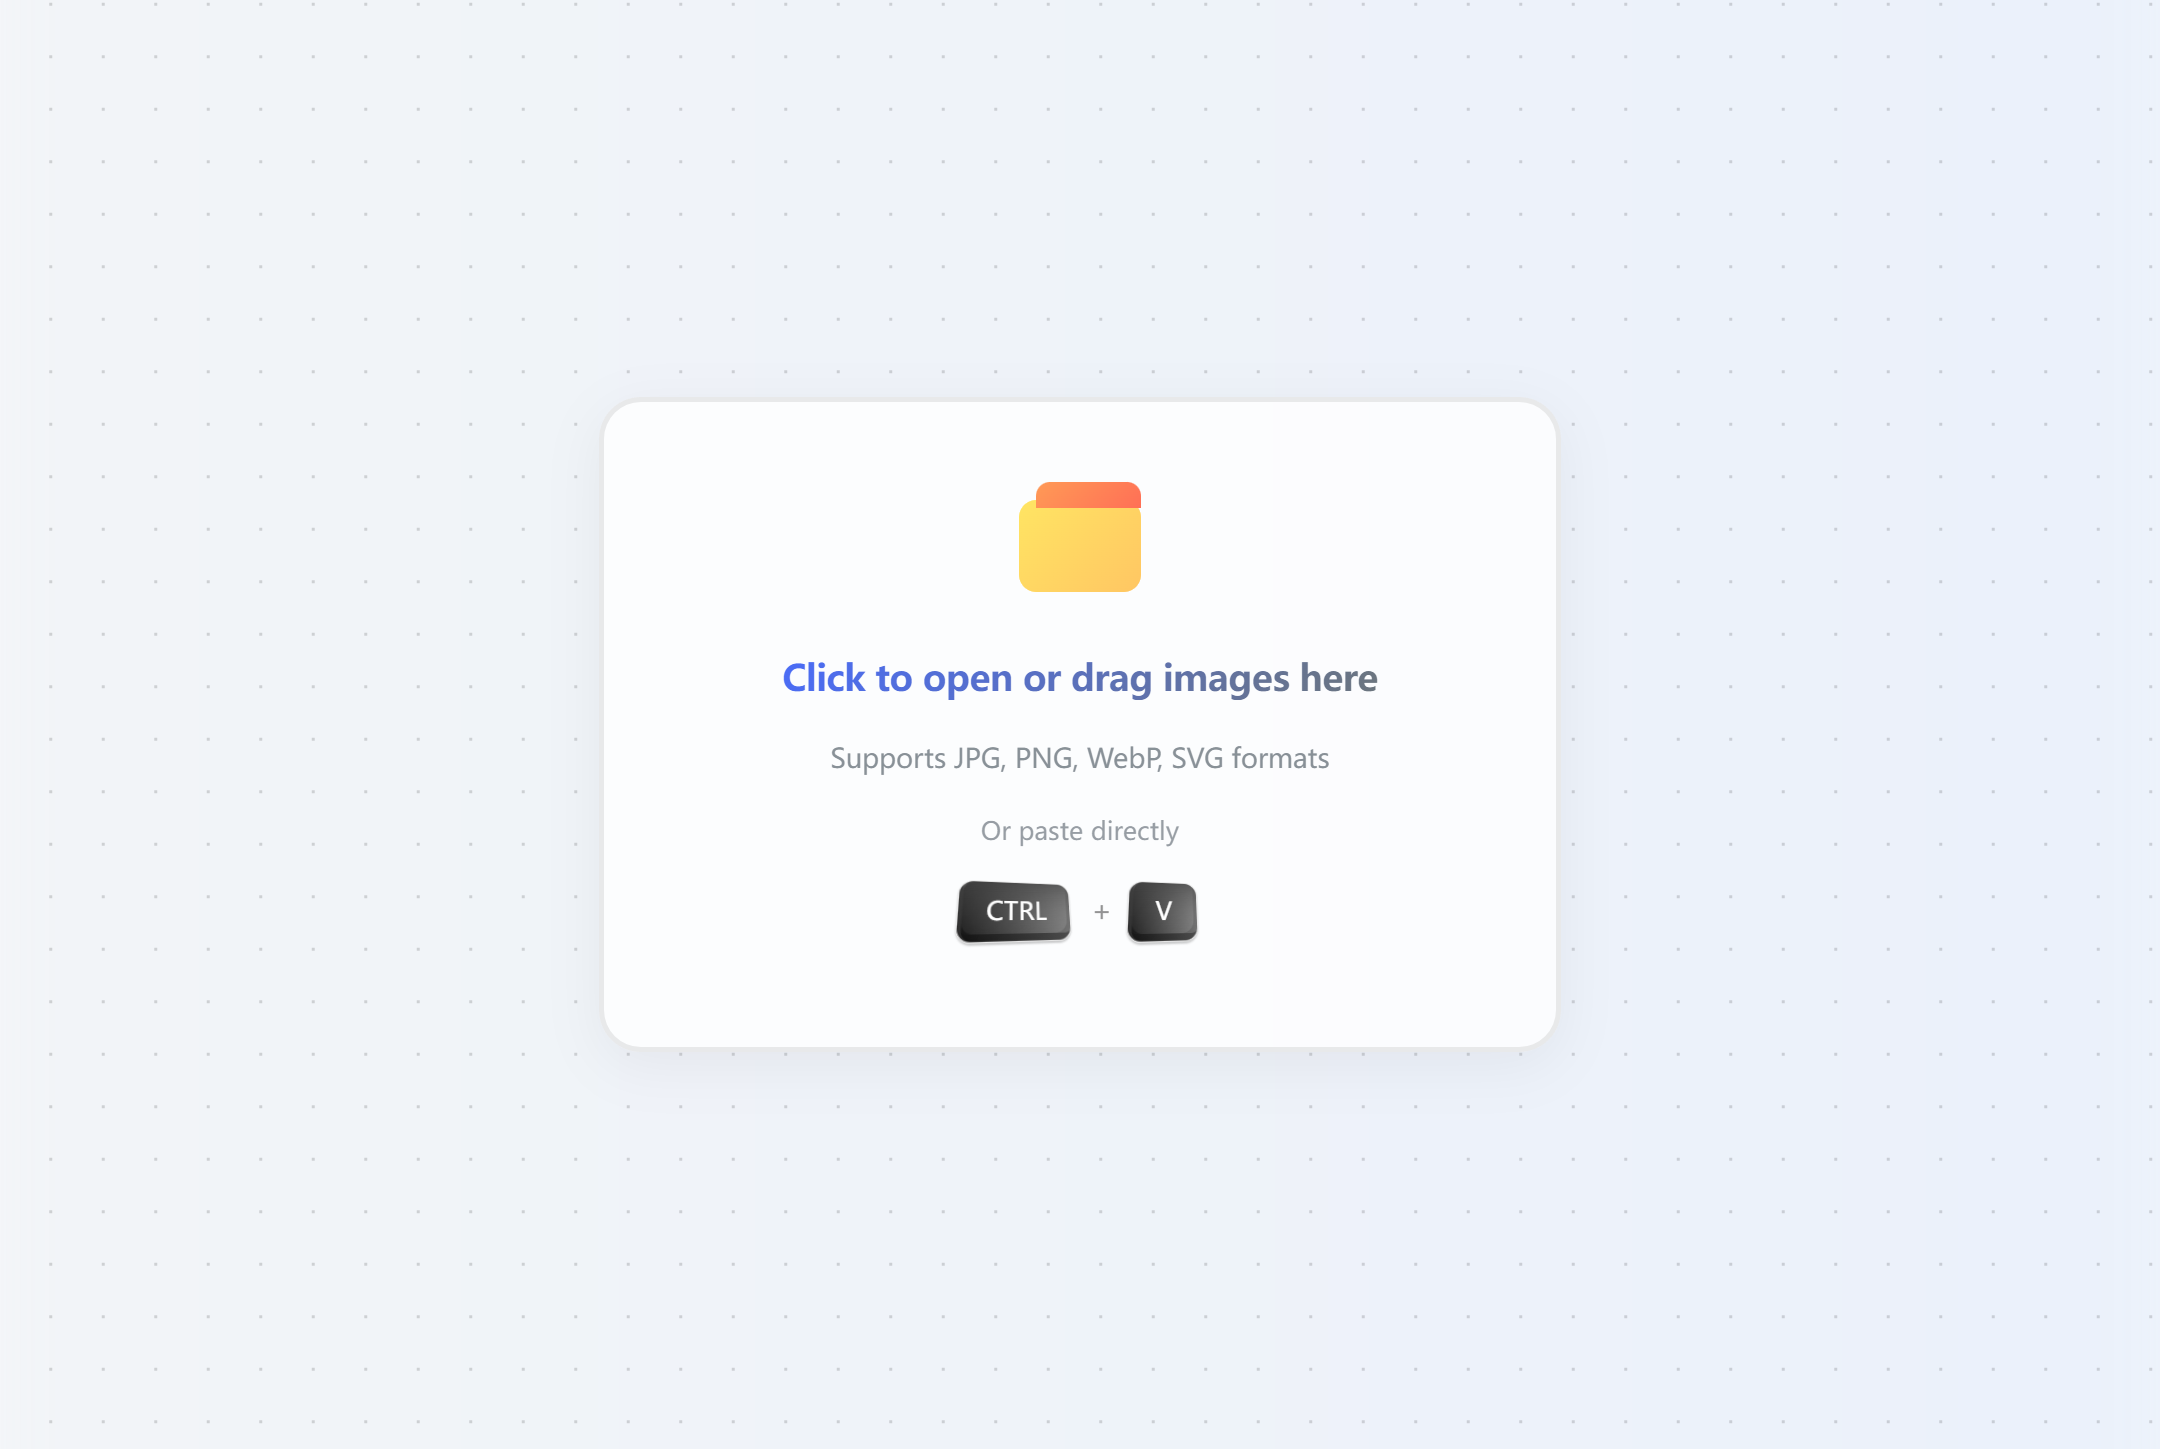 Click to open or drag images here
Supports JPG, PNG, WebP, SVG formats
Or paste directly
CTRL + V